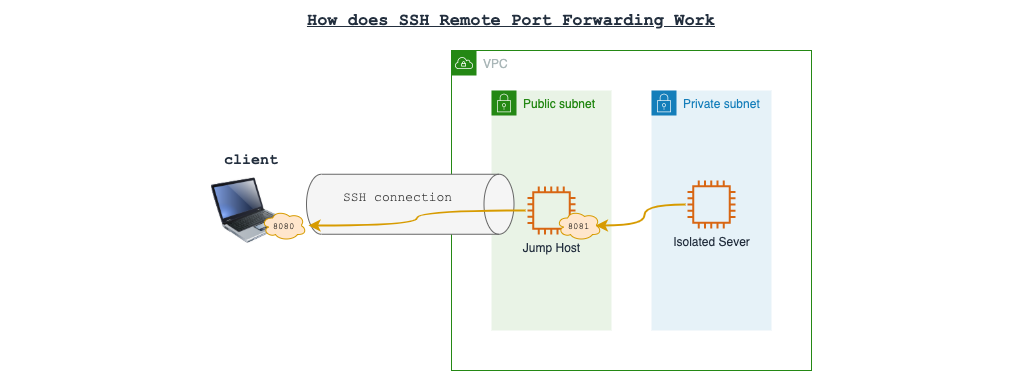 How does SSH Remote Port Forwarding Work
VPC
Public subnet
Private subnet
client
SSH connection
8080
8081
Jump Host
Isolated Sever